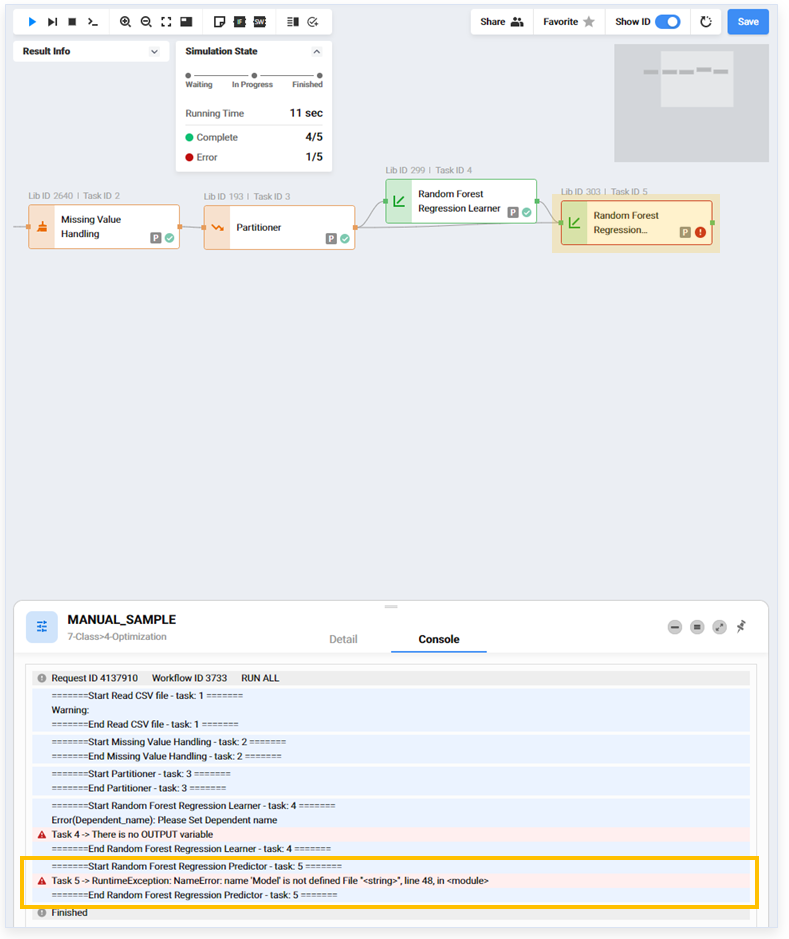 Share
Favorite
Show ID
Save
Result Info
Simulation State
Waiting
In Progress
Finished
Running Time
11 sec
Complete
4/5
Error
1/5
Lib ID 2640 | Task ID 2
Missing Value
Handling
P
Lib ID 193 | Task ID 3
Partitioner
P
Lib ID 299 | Task ID 4
Random Forest
Regression Learner
P
Lib ID 303 | Task ID 5
Random Forest
Regression...
P
IF
SW
MANUAL_SAMPLE
7-Class>4-Optimization
Detail
Console
Request ID 4137910 Workflow ID 3733 RUN ALL
=======Start Read CSV file - task: 1 =======
Warning:
=======End Read CSV file - task: 1 =======
=======Start Missing Value Handling - task: 2 =======
=======End Missing Value Handling - task: 2 =======
=======Start Partitioner - task: 3 =======
=======End Partitioner - task: 3 =======
=======Start Random Forest Regression Learner - task: 4 =======
Error(Dependent_name): Please Set Dependent name
Task 4 -> There is no OUTPUT variable
=======End Random Forest Regression Learner - task: 4 =======
=======Start Random Forest Regression Predictor - task: 5 =======
Task 5 -> RuntimeException: NameError: name 'Model' is not defined File "<string>", line 48, in <module>
=======End Random Forest Regression Predictor - task: 5 =======
Finished